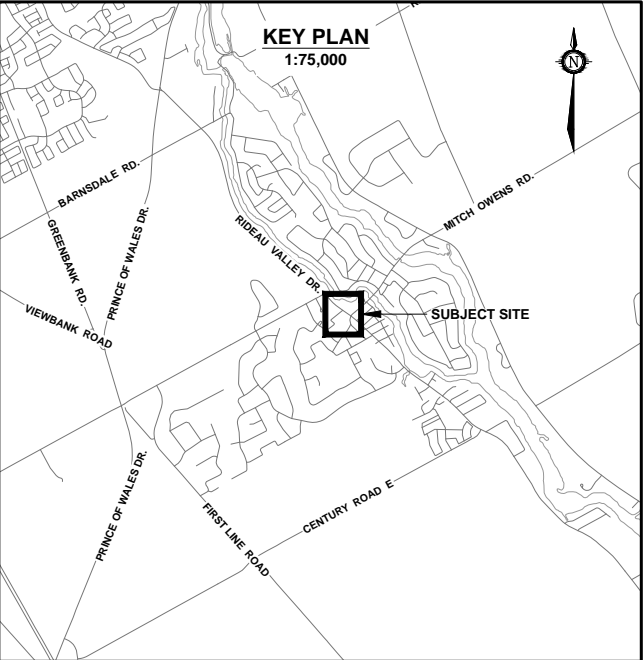 KEY PLAN
1:75,000
N
BARNSDALE RD.
MITCH OWENS RD.
GREENBANK RD.
PRINCE OF WALES DR.
RIDEAU VALLEY DR.
VIEWBANK ROAD
SUBJECT SITE
PRINCE OF WALES DR.
FIRST LINE ROAD
CENTURY ROAD E